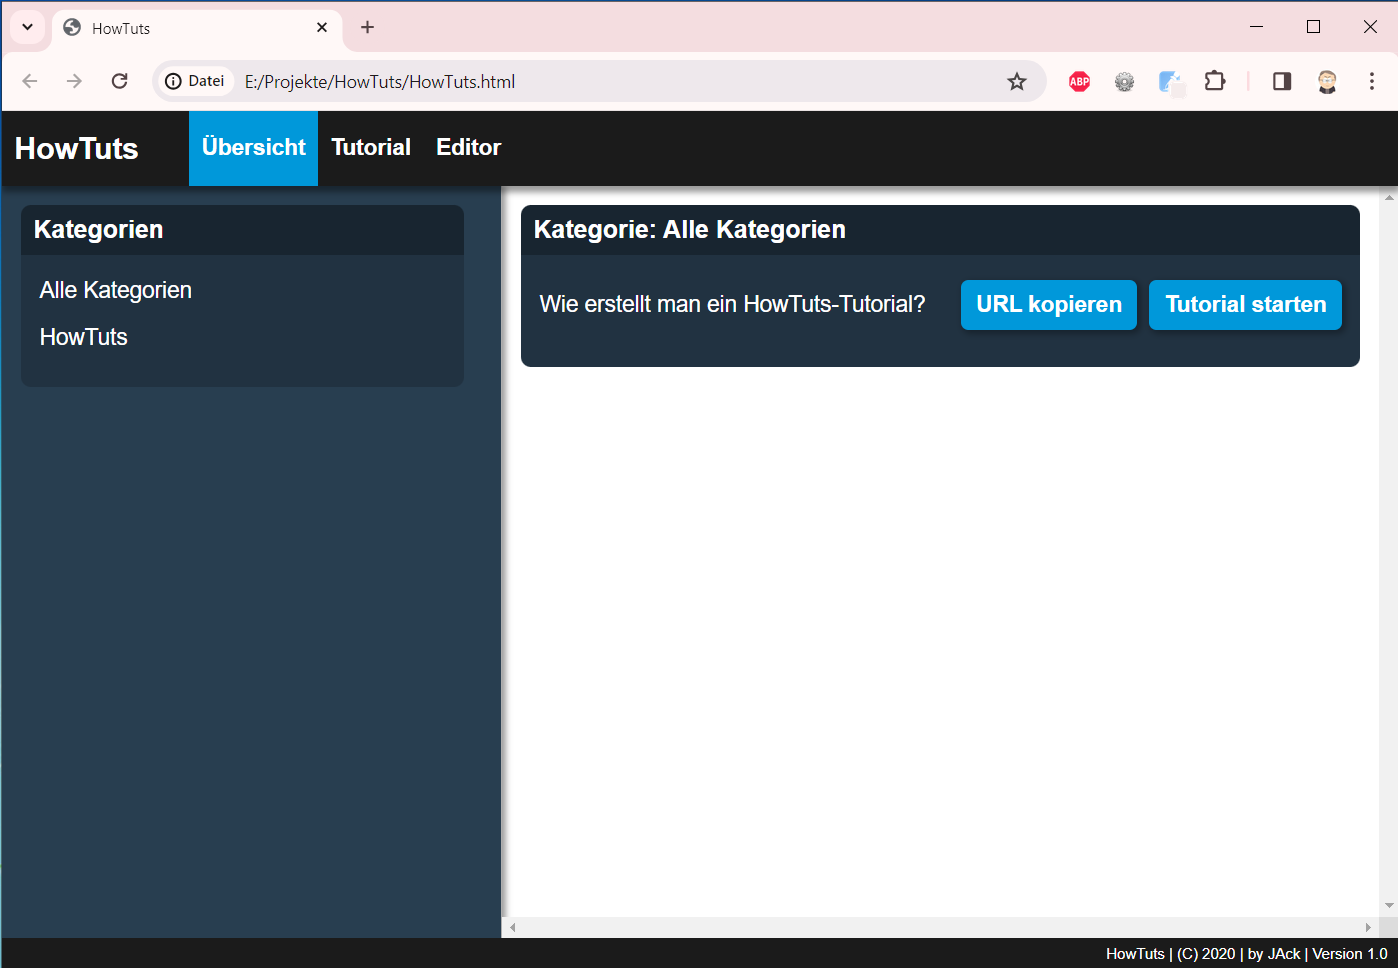 HowTuts
Datei E:/Projekte/HowTuts/HowTuts.html
ABP
HowTuts Übersicht Tutorial Editor
Kategorien
Alle Kategorien
HowTuts
Kategorie: Alle Kategorien
Wie erstellt man ein HowTuts-Tutorial? URL kopieren Tutorial starten
HowTuts | (C) 2020 | by JAck | Version 1.0